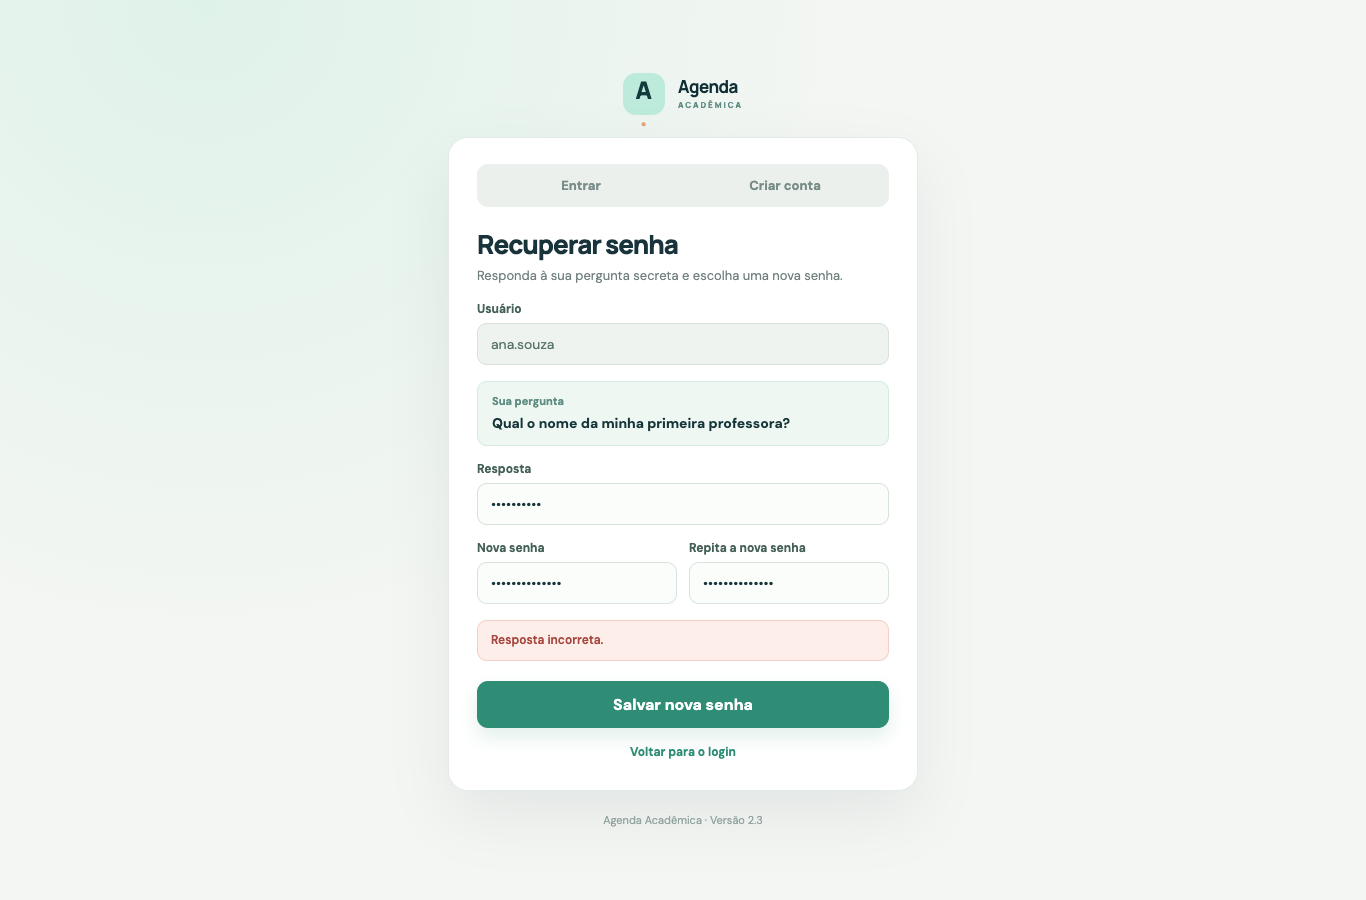 A
Agenda
ACADÊMICA
Entrar
Criar conta
Recuperar senha
Responda à sua pergunta secreta e escolha uma nova senha.
Usuário
ana.souza
Sua pergunta
Qual o nome da minha primeira professora?
Resposta
••••••••••
Nova senha
Repita a nova senha
••••••••••••••
••••••••••••••
Resposta incorreta.
Salvar nova senha
Voltar para o login
Agenda Acadêmica · Versão 2.3